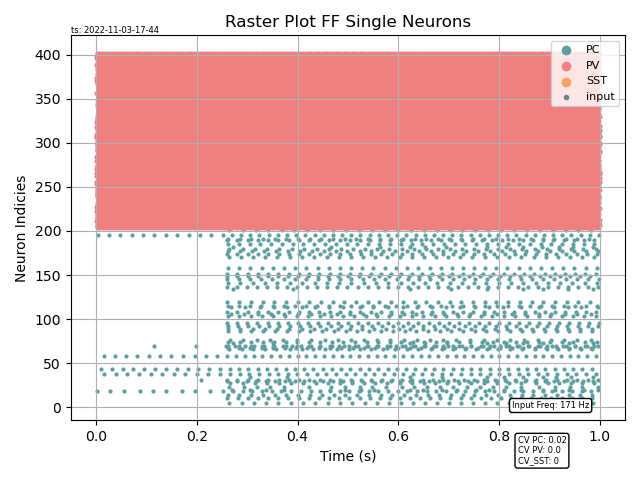 Raster Plot FF Single Neurons
ts: 2022-11-03-17-44
PC
PV
SST
input
400
350
300
250
200
150
100
50
0
Neuron Indicies
0.0 0.2 0.4 0.6 0.8 1.0
Time (s)
Input Freq: 171 Hz
CV PC: 0.02
CV PV: 0.0
CV_SST: 0